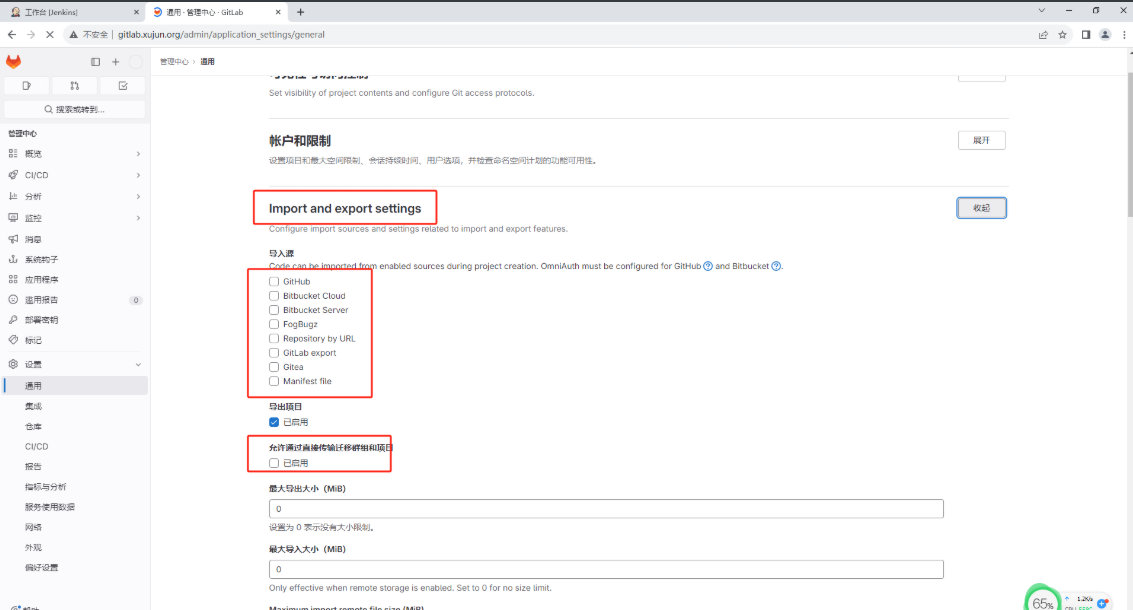 工作台 [Jenkins]
通用 · 管理中心 · GitLab
不安全 | gitlab.xujun.org/admin/application_settings/general
管理中心 › 通用
搜索或转到...
管理中心
概览
CI/CD
分析
监控
消息
系统钩子
应用程序
滥用报告 0
部署密钥
标记
设置
通用
集成
仓库
CI/CD
报告
指标与分析
服务使用数据
网络
外观
偏好设置
Set visibility of project contents and configure Git access protocols.
帐户和限制
展开
设置项目和最大空间限制、会话持续时间、用户选项，并检查命名空间计划的功能可用性。
Import and export settings
收起
Configure import sources and settings related to import and export features.
导入源
Code can be imported from enabled sources during project creation. OmniAuth must be configured for GitHub ? and Bitbucket ?.
GitHub
Bitbucket Cloud
Bitbucket Server
FogBugz
Repository by URL
GitLab export
Gitea
Manifest file
导出项目
已启用
允许通过直接传输迁移群组和项目
已启用
最大导出大小（MiB）
0
设置为 0 表示没有大小限制。
最大导入大小（MiB）
0
Only effective when remote storage is enabled. Set to 0 for no size limit.
Maximum import remote file size (MiB)
65%
1.2K/s